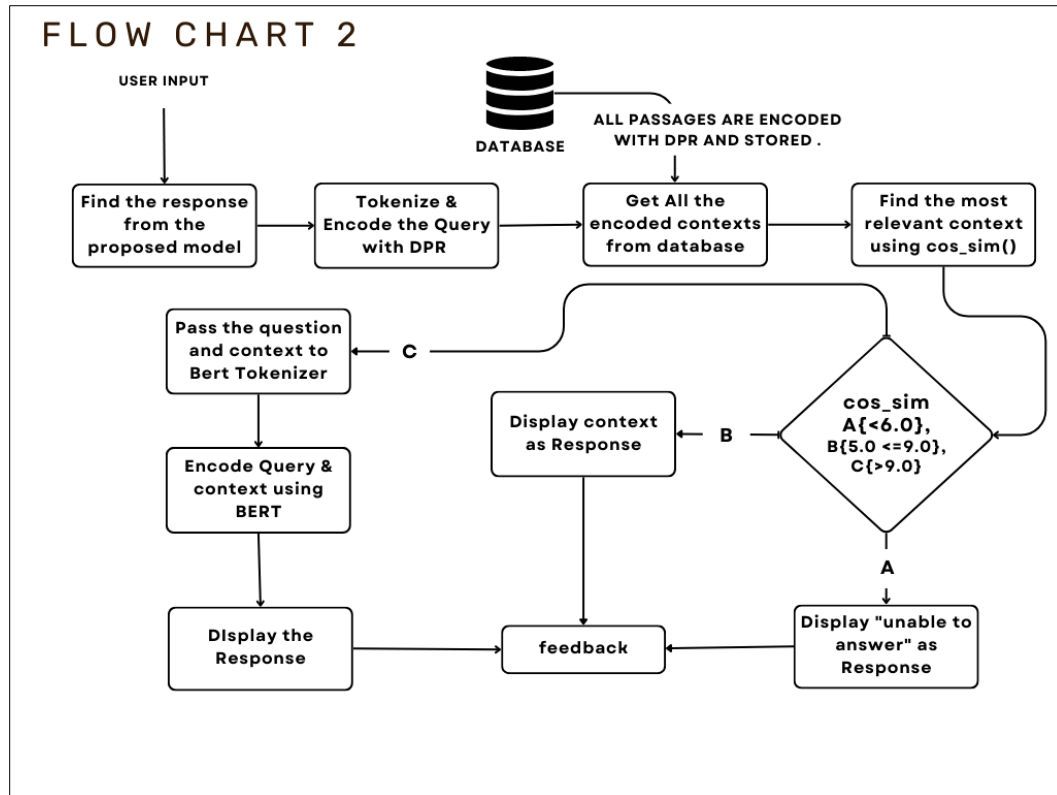 FLOW CHART 2
USER INPUT
DATABASE
ALL PASSAGES ARE ENCODED
WITH DPR AND STORED .
Find the response
from the
proposed model
Tokenize &
Encode the Query
with DPR
Get All the
encoded contexts
from database
Find the most
relevant context
using cos_sim()
Pass the question
and context to
Bert Tokenizer
C
Display context
as Response
B
cos_sim
A{<6.0},
B{5.0 <=9.0},
C{>9.0}
Encode Query &
context using
BERT
A
DIsplay the
Response
feedback
Display "unable to
answer" as
Response